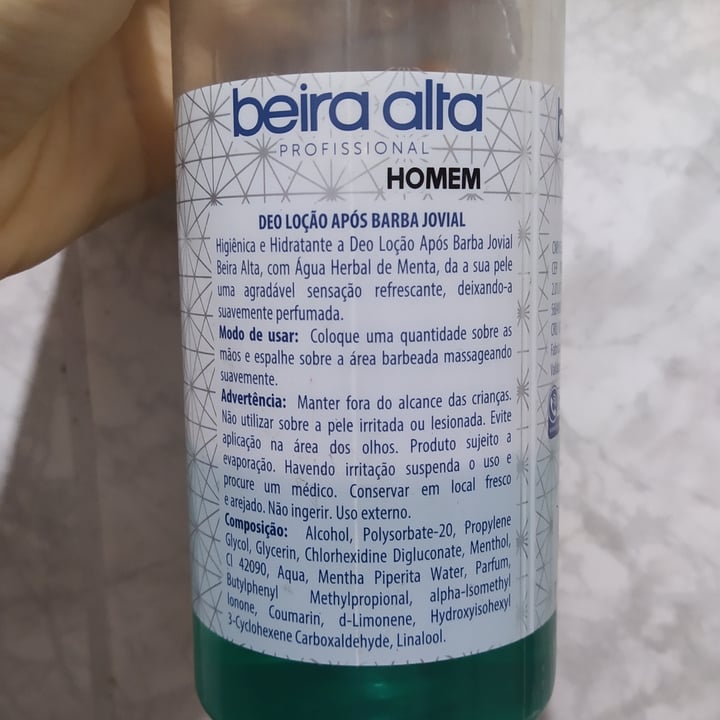 beira alta
PROFISSIONAL
HOMEM
DEO LOÇÃO APÓS BARBA JOVIAL
Higiênica e Hidratante a Deo Loção Após Barba Jovial
Beira Alta, com Água Herbal de Menta, da a sua pele
uma agradável sensação refrescante, deixando-a
suavemente perfumada.
Modo de usar: Coloque uma quantidade sobre as
mãos e espalhe sobre a área barbeada massageando
suavemente.
Advertência: Manter fora do alcance das crianças.
Não utilizar sobre a pele irritada ou lesionada. Evite
aplicação na área dos olhos. Produto sujeito a
evaporação. Havendo irritação suspenda o uso e
procure um médico. Conservar em local fresco
e arejado. Não ingerir. Uso externo.
Composição: Alcohol, Polysorbate-20, Propylene
Glycol, Glycerin, Chlorhexidine Digluconate, Menthol,
CI 42090, Aqua, Mentha Piperita Water, Parfum,
Butylphenyl Methylpropional, alpha-Isomethyl
Ionone, Coumarin, d-Limonene, Hydroxyisohexyl
3-Cyclohexene Carboxaldehyde, Linalool.